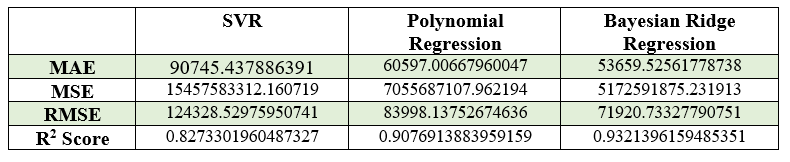 SVR Polynomial Regression Bayesian Ridge Regression
MAE 90745.437886391 60597.00667960047 53659.52561778738
MSE 15457583312.160719 7055687107.962194 5172591875.231913
RMSE 124328.52975950741 83998.13752674636 71920.73327790751
R² Score 0.8273301960487327 0.9076913883959159 0.9321396159485351